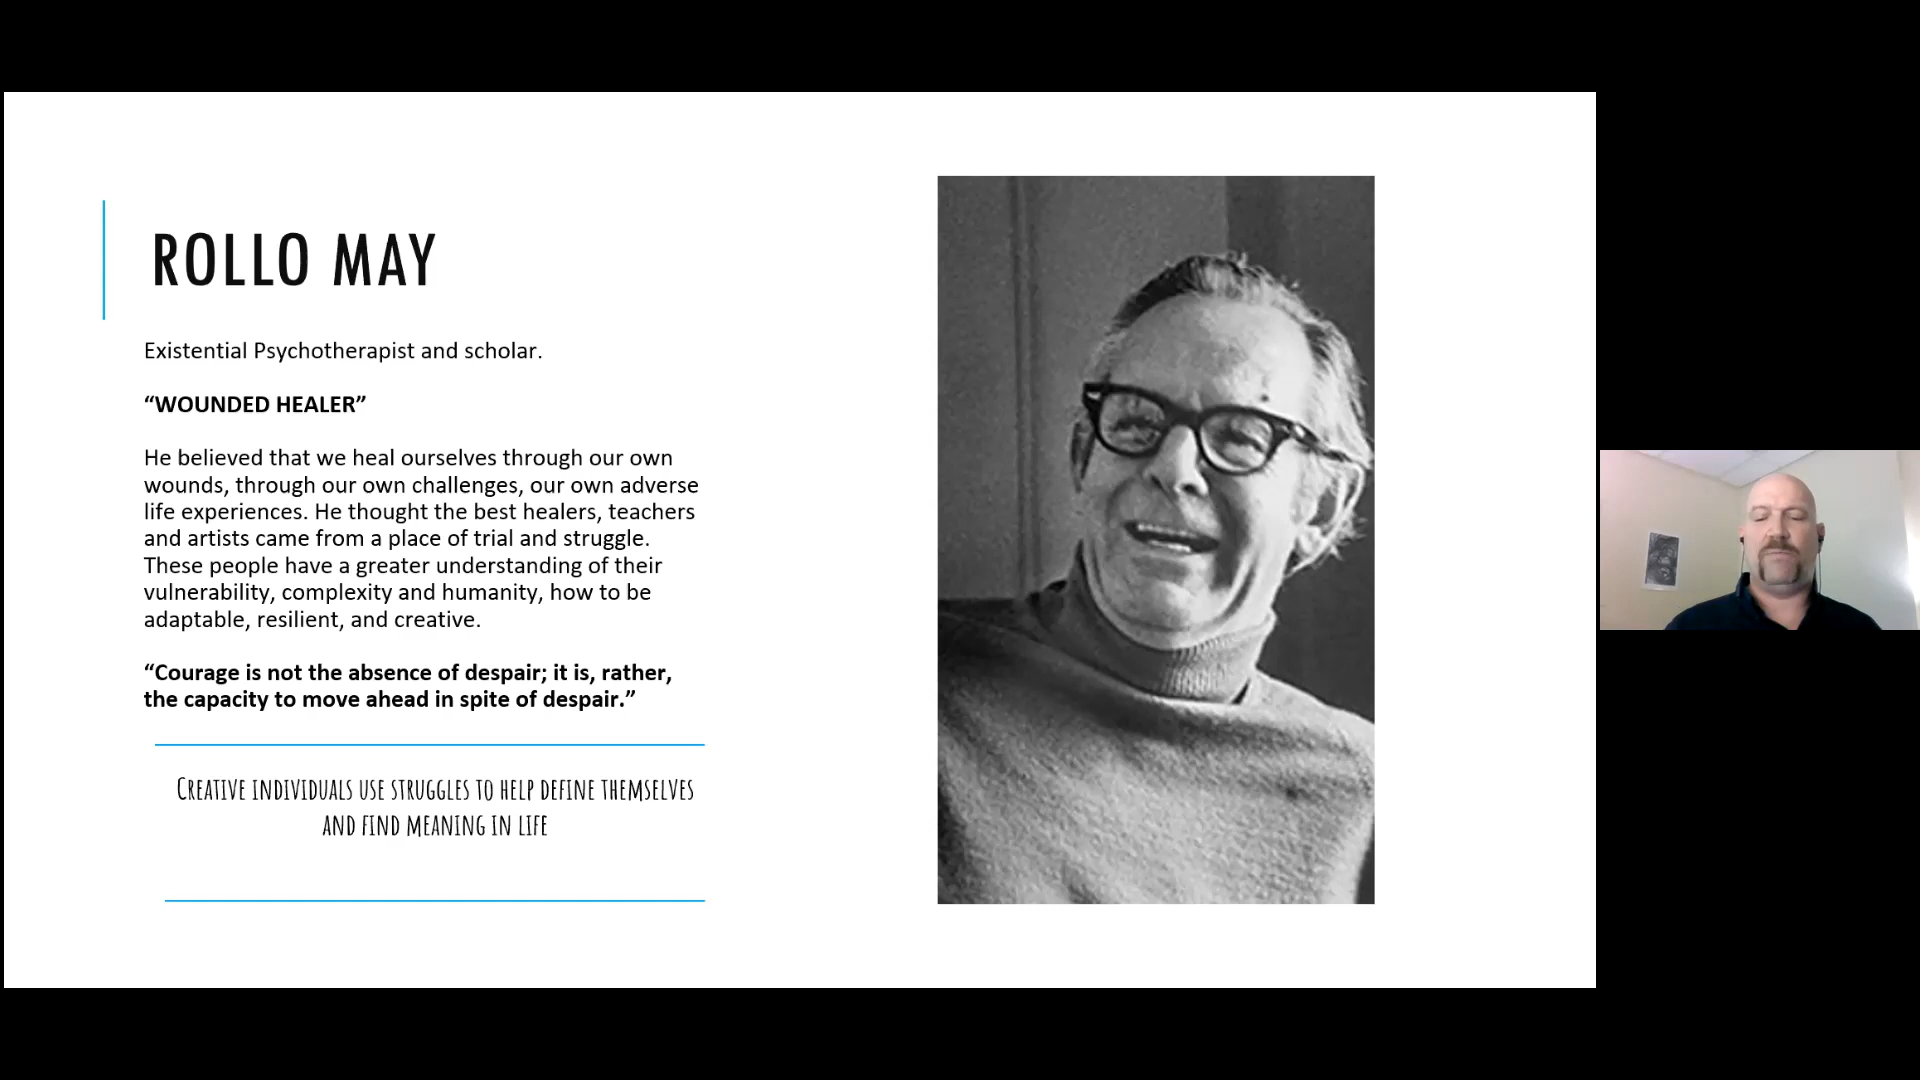 ROLLO MAY
Existential Psychotherapist and scholar.
“WOUNDED HEALER”
He believed that we heal ourselves through our own
wounds, through our own challenges, our own adverse
life experiences. He thought the best healers, teachers
and artists came from a place of trial and struggle.
These people have a greater understanding of their
vulnerability, complexity and humanity, how to be
adaptable, resilient, and creative.
“Courage is not the absence of despair; it is, rather,
the capacity to move ahead in spite of despair.”
CREATIVE INDIVIDUALS USE STRUGGLES TO HELP DEFINE THEMSELVES
AND FIND MEANING IN LIFE